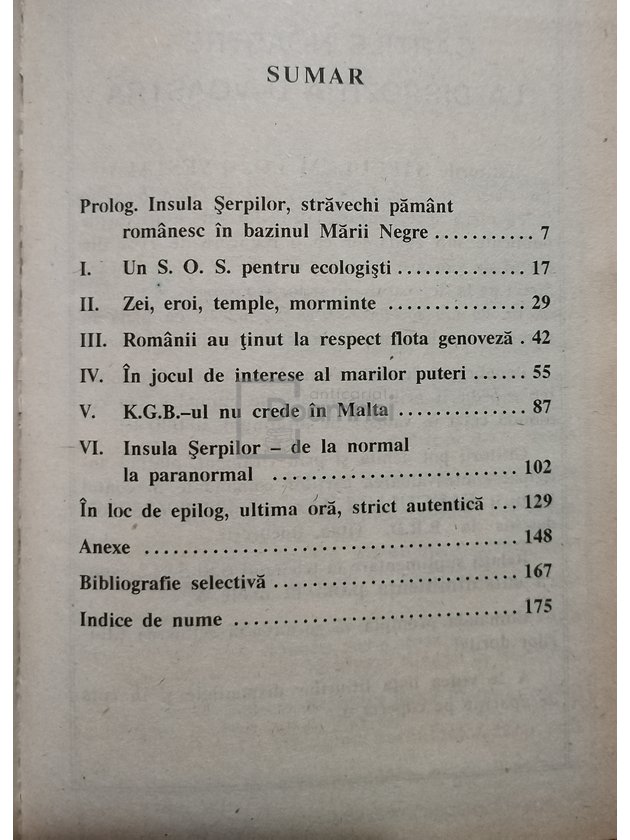 SUMAR
Prolog. Insula Şerpilor, străvechi pământ
românesc în bazinul Mării Negre ........... 7
I. Un S. O. S. pentru ecologişti .............. 17
II. Zei, eroi, temple, morminte ............... 29
III. Românii au ţinut la respect flota genoveză . 42
IV. În jocul de interese al marilor puteri ...... 55
V. K.G.B.-ul nu crede în Malta .............. 87
VI. Insula Şerpilor – de la normal
la paranormal ........................... 102
În loc de epilog, ultima oră, strict autentică ... 129
Anexe ......................................... 148
Bibliografie selectivă ........................... 167
Indice de nume ............................... 175
anticariat